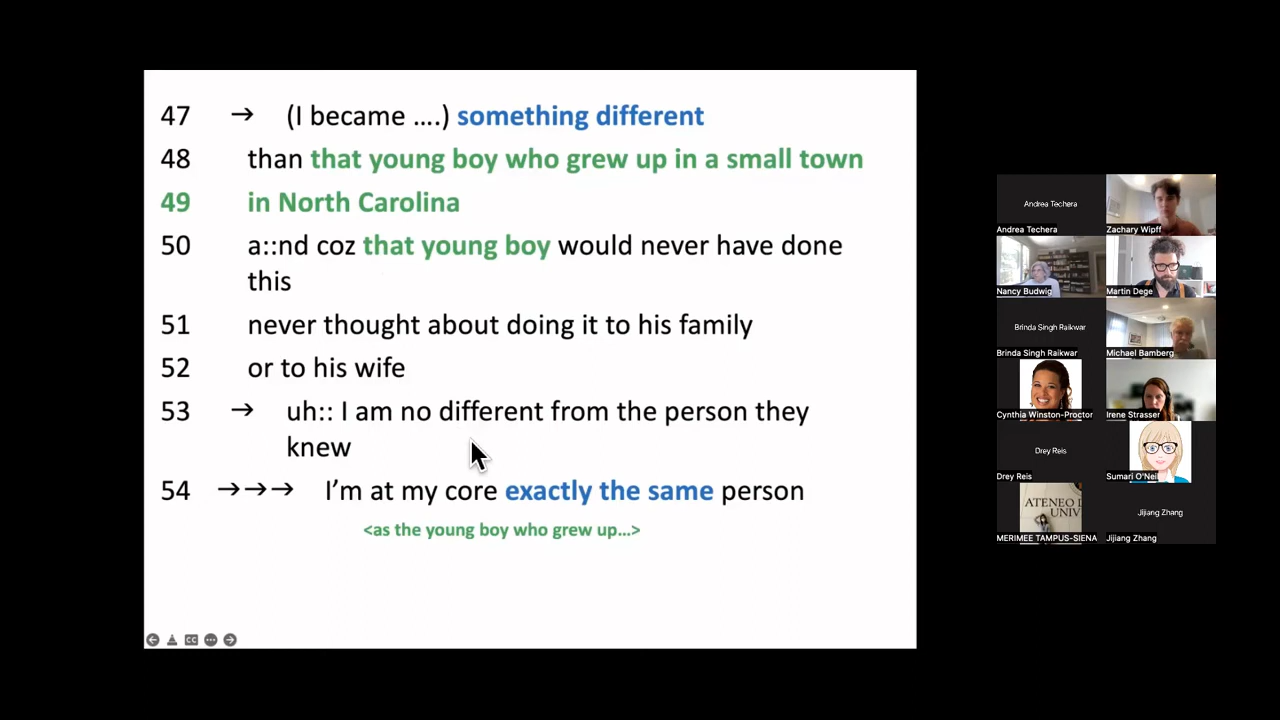 47 → (I became ....) something different
48 than that young boy who grew up in a small town
49 in North Carolina
50 a::nd coz that young boy would never have done
this
51 never thought about doing it to his family
52 or to his wife
53 → uh:: I am no different from the person they
knew
54 →→→ I'm at my core exactly the same person
<as the young boy who grew up...>
CC
Andrea Techera
Andrea Techera
Zachary Wipff
Nancy Budwig
Martin Dege
Brinda Singh Raikwar
Brinda Singh Raikwar
Michael Bamberg
Cynthia Winston-Proctor
Irene Strasser
Drey Reis
Drey Reis
Sumari O'Neil
ATENEO D
UNIV
MERIMEE TAMPUS-SIENA
Jijiang Zhang
Jijiang Zhang